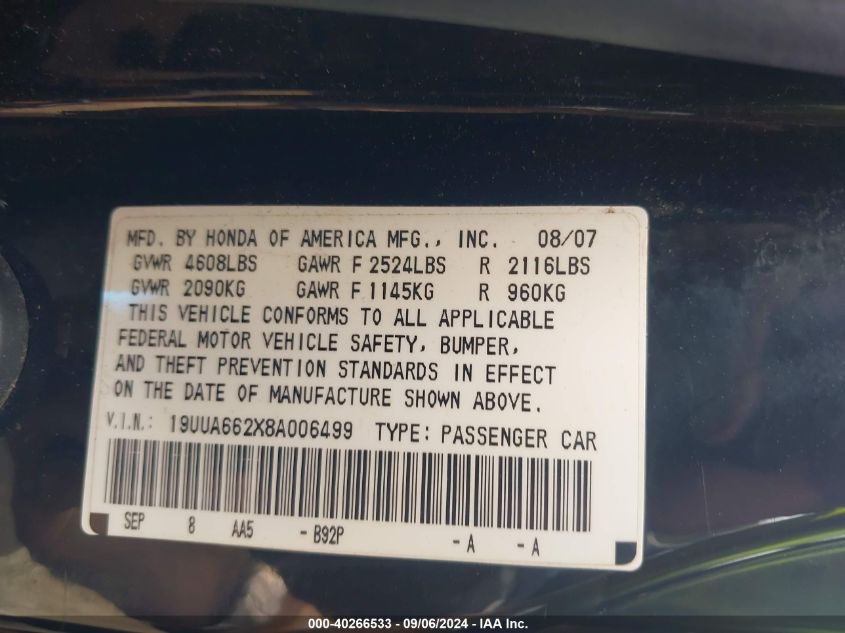 MFD. BY HONDA OF AMERICA MFG., INC. 08/07
GVWR 4608LBS GAWR F 2524LBS R 2116LBS
GVWR 2090KG GAWR F 1145KG R 960KG
THIS VEHICLE CONFORMS TO ALL APPLICABLE
FEDERAL MOTOR VEHICLE SAFETY, BUMPER,
AND THEFT PREVENTION STANDARDS IN EFFECT
ON THE DATE OF MANUFACTURE SHOWN ABOVE.
V.I.N.: 19UUA662X8A006499 TYPE: PASSENGER CAR
SEP 8 AA5 - B92P - A - A
000-40266533 - 09/06/2024 - IAA Inc.